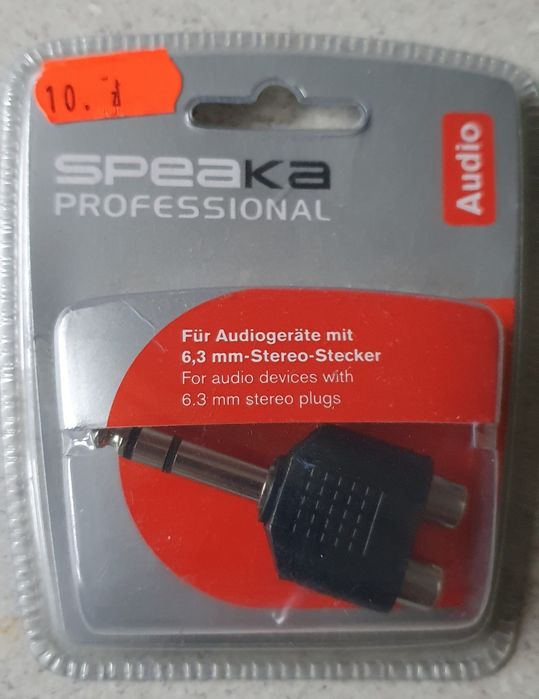 10.
SPEAKA
PROFESSIONAL
Audio
Für Audiogeräte mit
6,3 mm-Stereo-Stecker
For audio devices with
6.3 mm stereo plugs